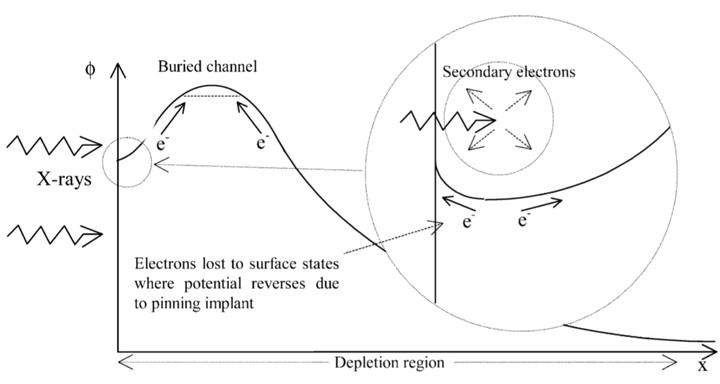 ϕ
Buried channel
Secondary electrons
e-
e-
X-rays
e-
e-
Electrons lost to surface states
where potential reverses due
to pinning implant
Depletion region
x